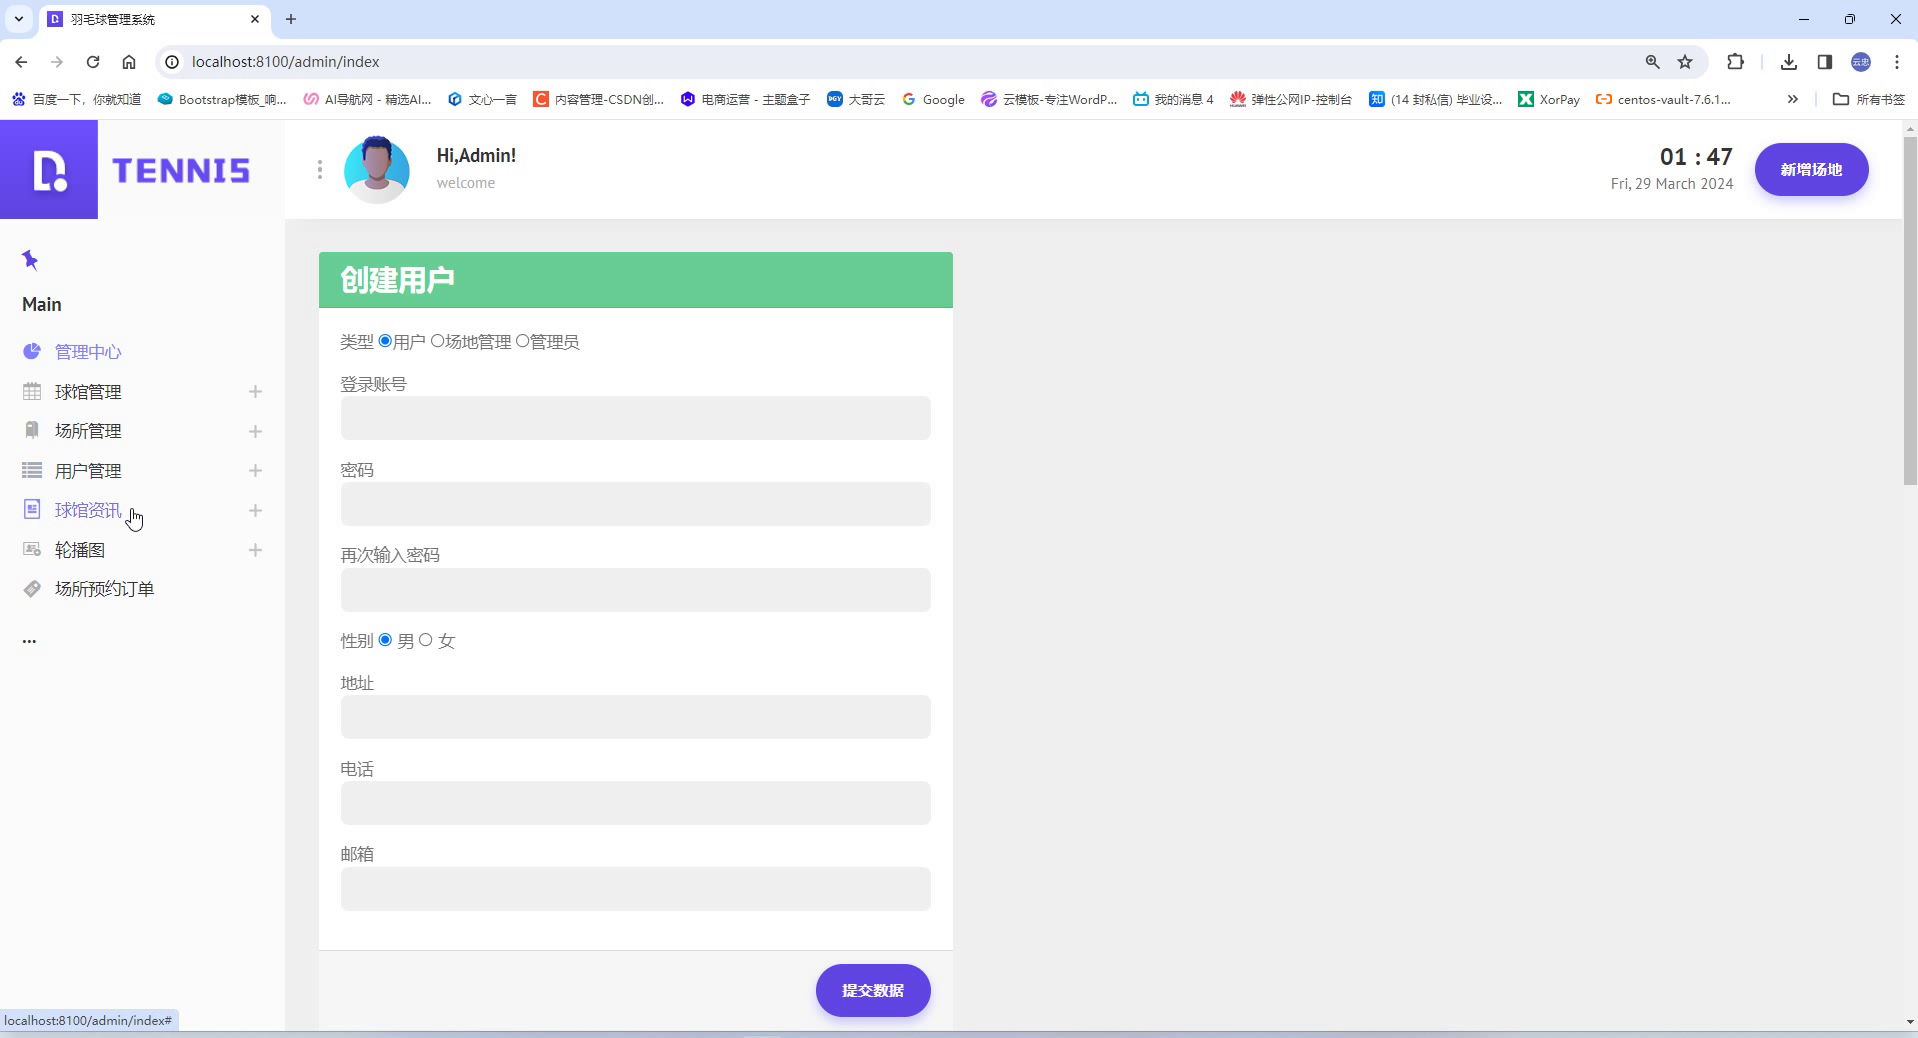 羽毛球管理系统
localhost:8100/admin/index
百度一下，你就知道
Bootstrap模板_响...
AI导航网 - 精选AI...
文心一言
内容管理-CSDN创...
电商运营 - 主题盒子
大哥云
Google
云模板-专注WordP...
我的消息 4
弹性公网IP-控制台
(14 封私信) 毕业设...
XorPay
centos-vault-7.6.1...
所有书签
TENNIS
Hi,Admin!
welcome
01 : 47
Fri, 29 March 2024
新增场地
Main
管理中心
球馆管理
场所管理
用户管理
球馆资讯
轮播图
场所预约订单
...
创建用户
类型 用户 场地管理 管理员
登录账号
密码
再次输入密码
性别 男 女
地址
电话
邮箱
提交数据
localhost:8100/admin/index#